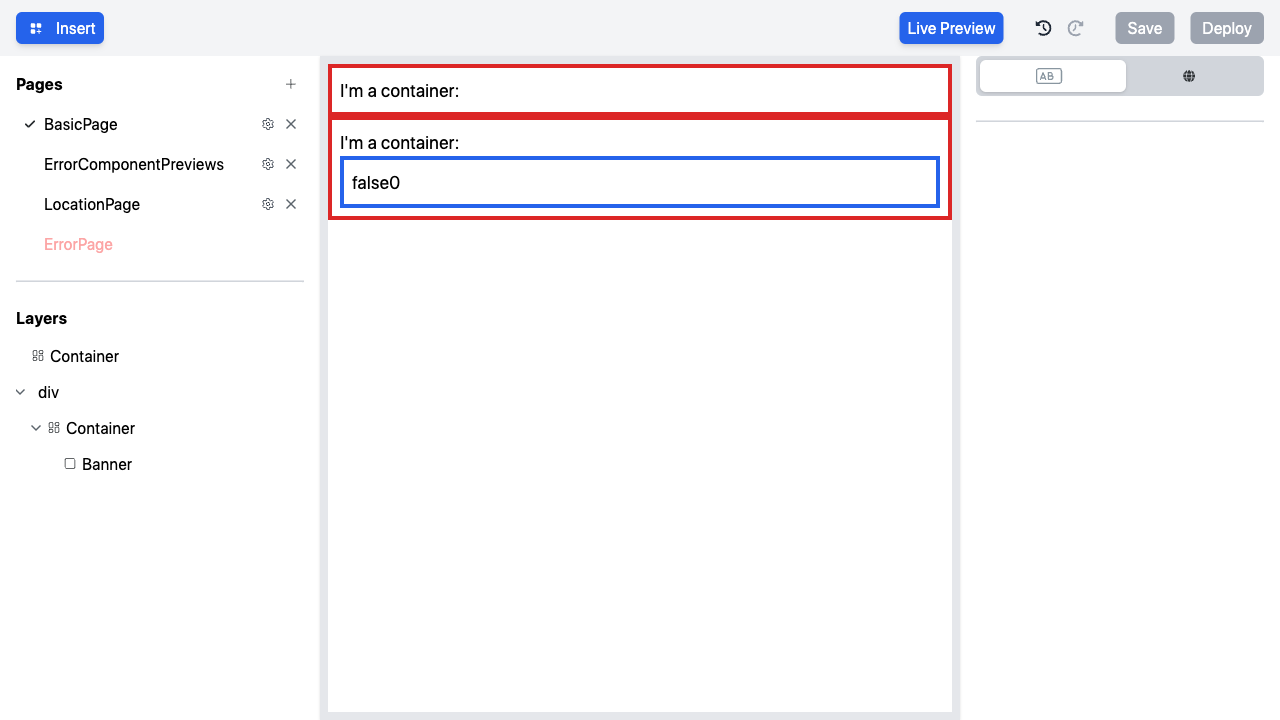 Insert
Live Preview
Save
Deploy
Pages
BasicPage
ErrorComponentPreviews
LocationPage
ErrorPage
Layers
Container
div
Container
Banner
I'm a container:
I'm a container:
false0
AB